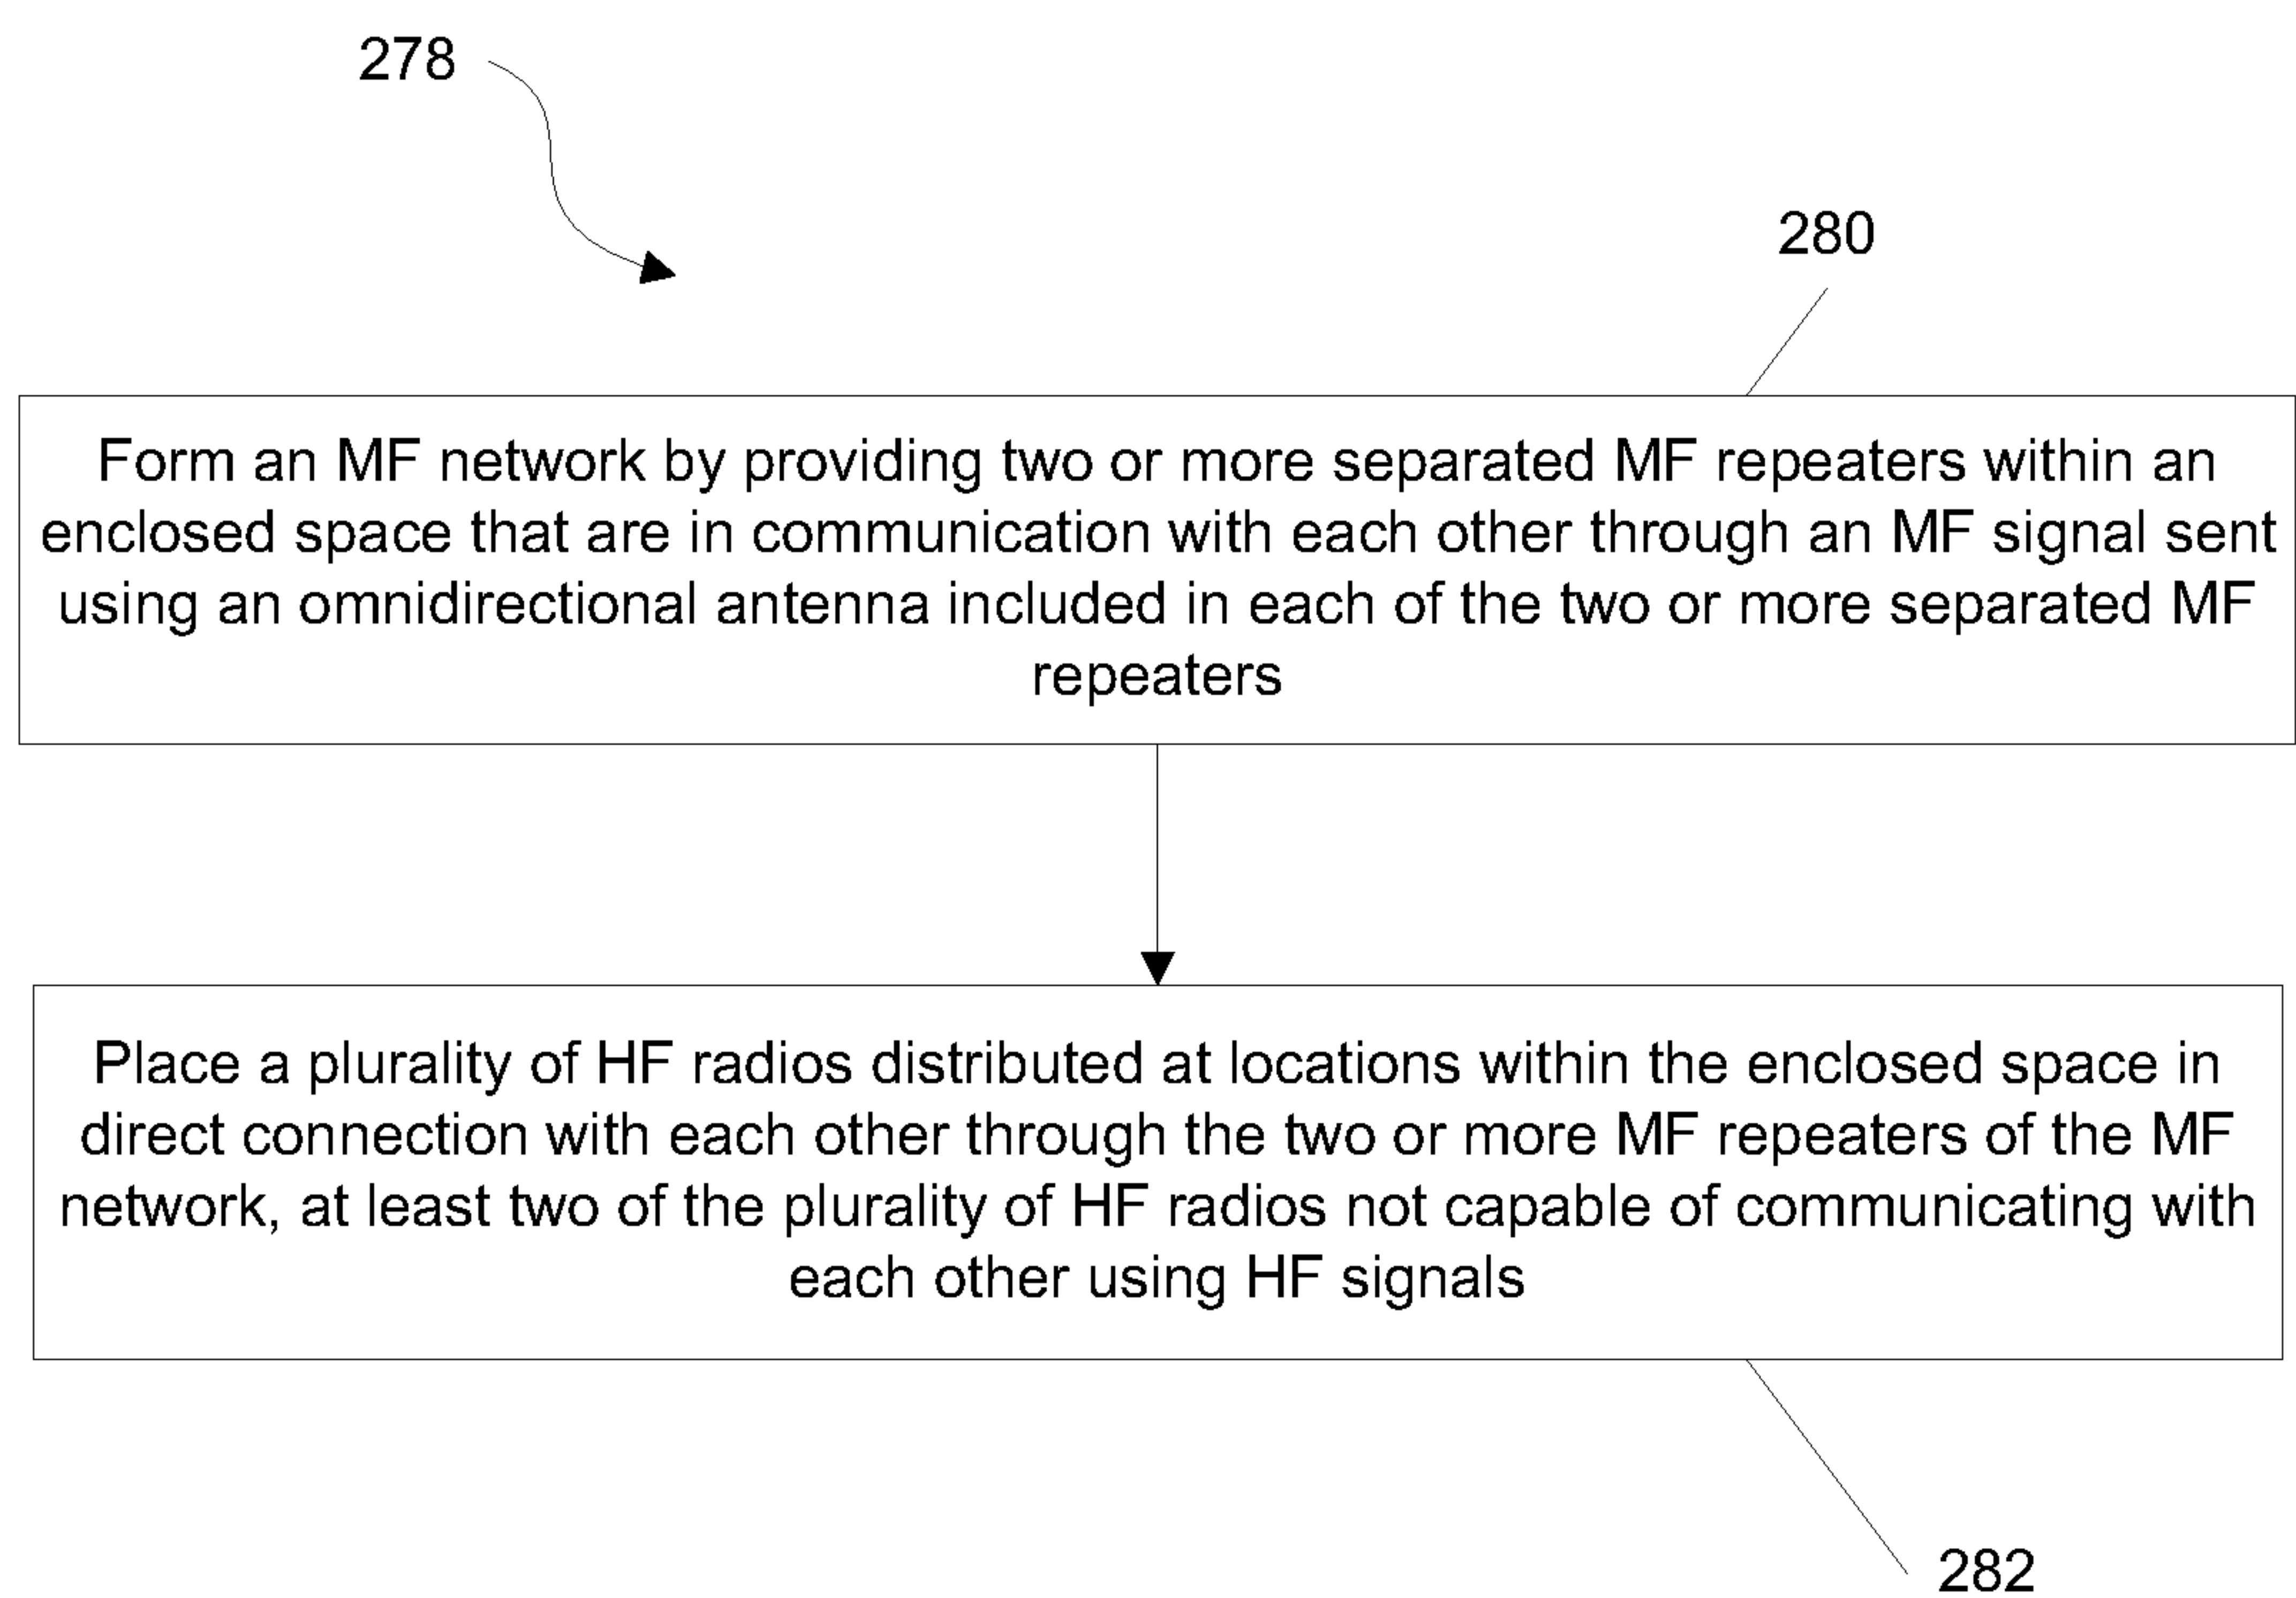 278
280
Form an MF network by providing two or more separated MF repeaters within an
enclosed space that are in communication with each other through an MF signal sent
using an omnidirectional antenna included in each of the two or more separated MF
repeaters
Place a plurality of HF radios distributed at locations within the enclosed space in
direct connection with each other through the two or more MF repeaters of the MF
network, at least two of the plurality of HF radios not capable of communicating with
each other using HF signals
282